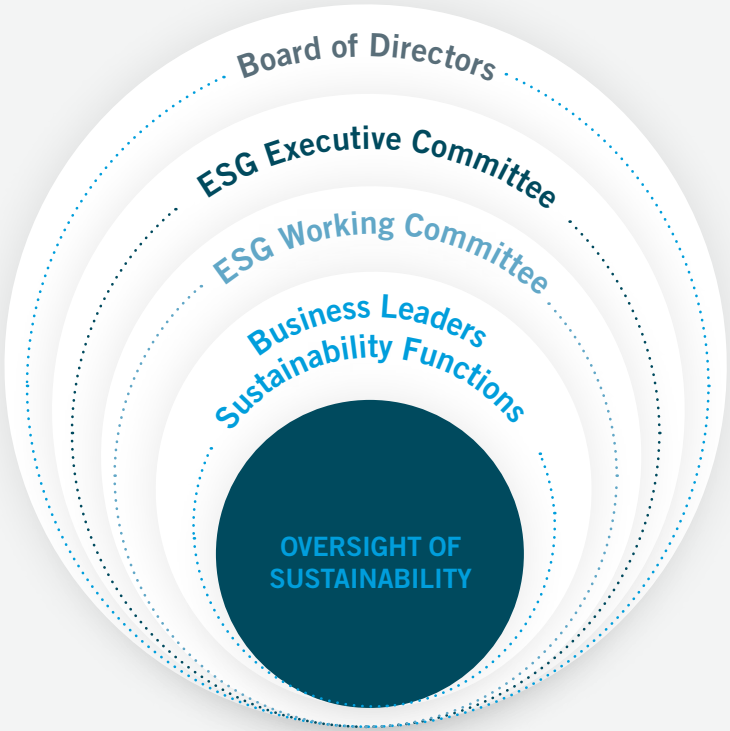 Board of Directors
ESG Executive Committee
ESG Working Committee
Business Leaders
Sustainability Functions
OVERSIGHT OF
SUSTAINABILITY